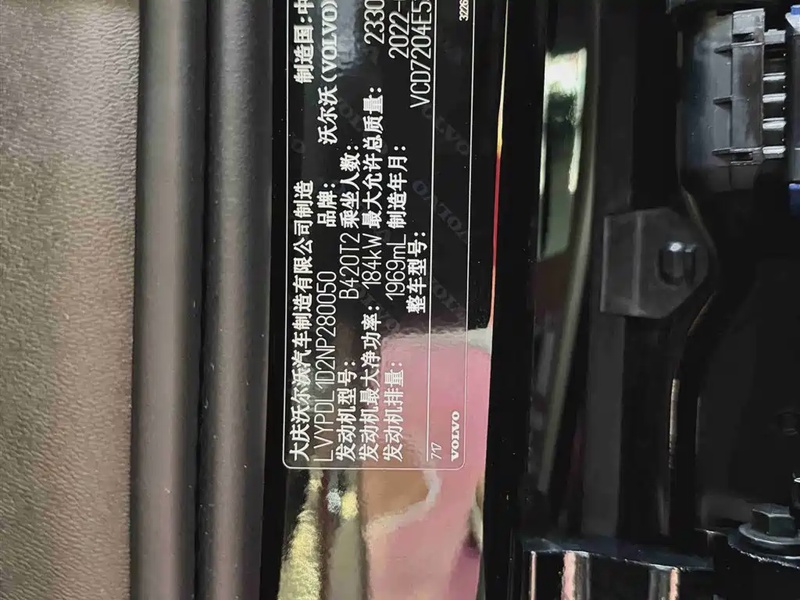 大庆沃尔沃汽车制造有限公司制造 制造国:中
LVYPDL1D2NP280050 品牌: 沃尔沃(VOLVO)
发动机型号: B420T2 乘坐人数:
发动机最大净功率: 184kW 最大允许总质量: 2330
发动机排量: 1969mL 制造年月: 2022-
整车型号: VCD7204E5
717
VOLVO
3226